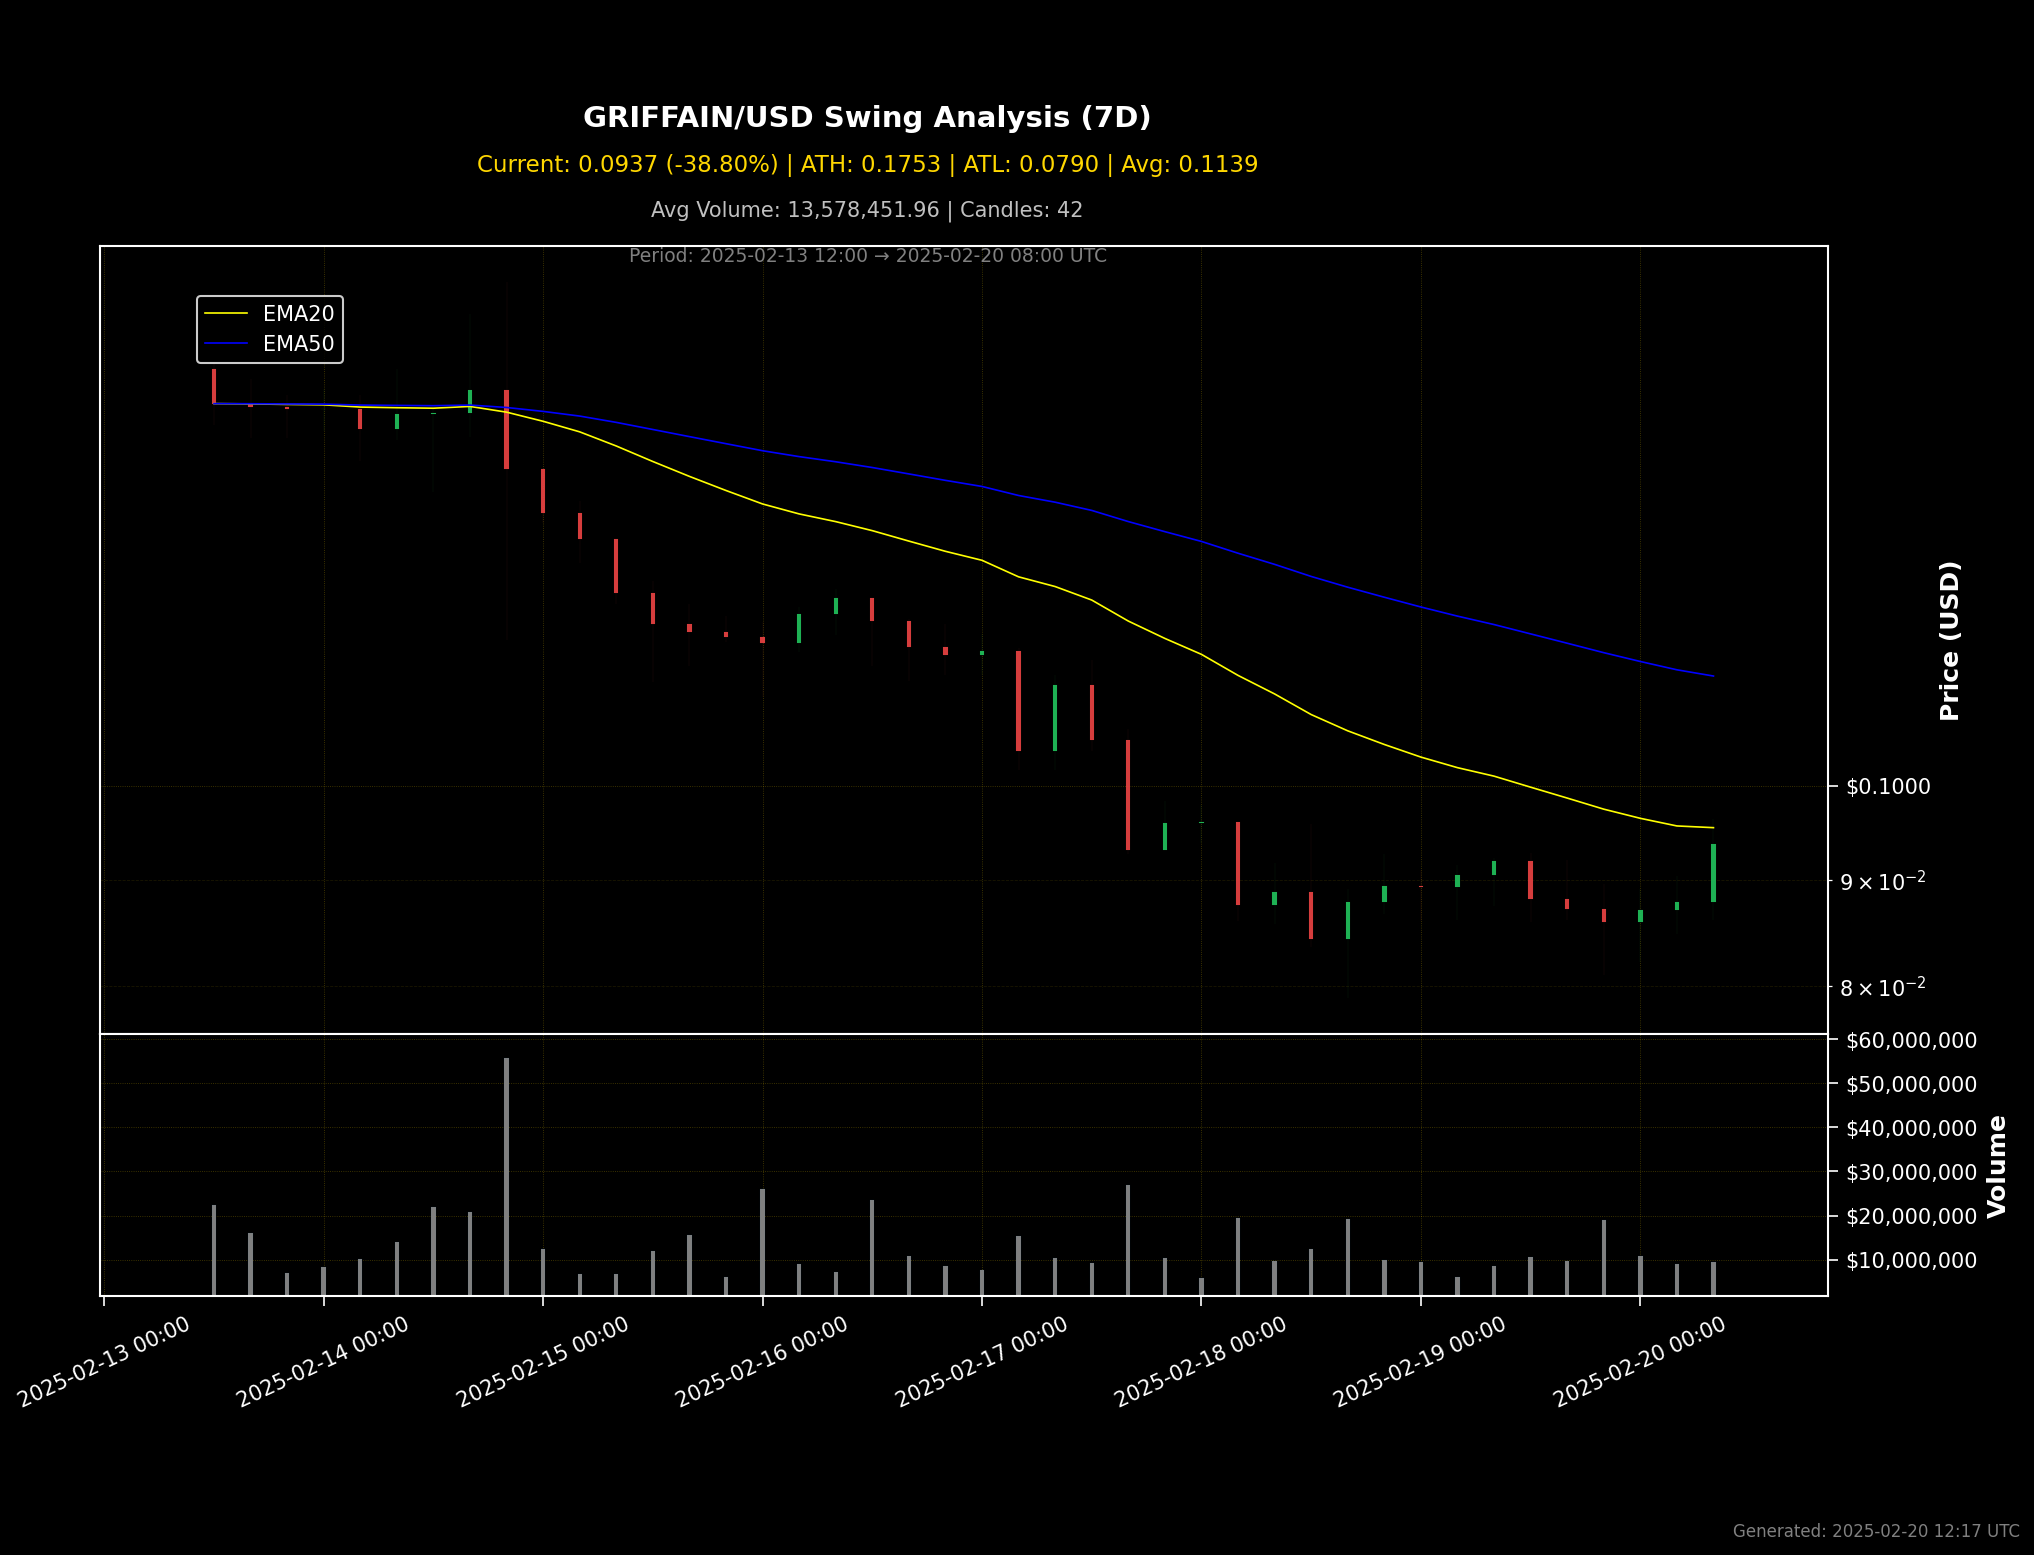 GRIFFAIN/USD Swing Analysis (7D)
Current: 0.0937 (-38.80%) | ATH: 0.1753 | ATL: 0.0790 | Avg: 0.1139
Avg Volume: 13,578,451.96 | Candles: 42
Period: 2025-02-13 12:00 → 2025-02-20 08:00 UTC
EMA20
EMA50
Price (USD)
$0.1000
9 × 10⁻²
8 × 10⁻²
$60,000,000
$50,000,000
$40,000,000
$30,000,000
$20,000,000
$10,000,000
Volume
2025-02-13 00:00
2025-02-14 00:00
2025-02-15 00:00
2025-02-16 00:00
2025-02-17 00:00
2025-02-18 00:00
2025-02-19 00:00
2025-02-20 00:00
Generated: 2025-02-20 12:17 UTC